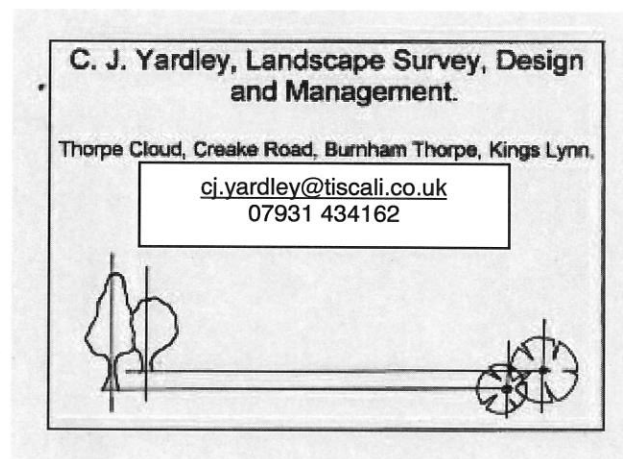 C. J. Yardley, Landscape Survey, Design
and Management.
Thorpe Cloud, Creake Road, Burnham Thorpe, Kings Lynn.
cj.yardley@tiscali.co.uk
07931 434162